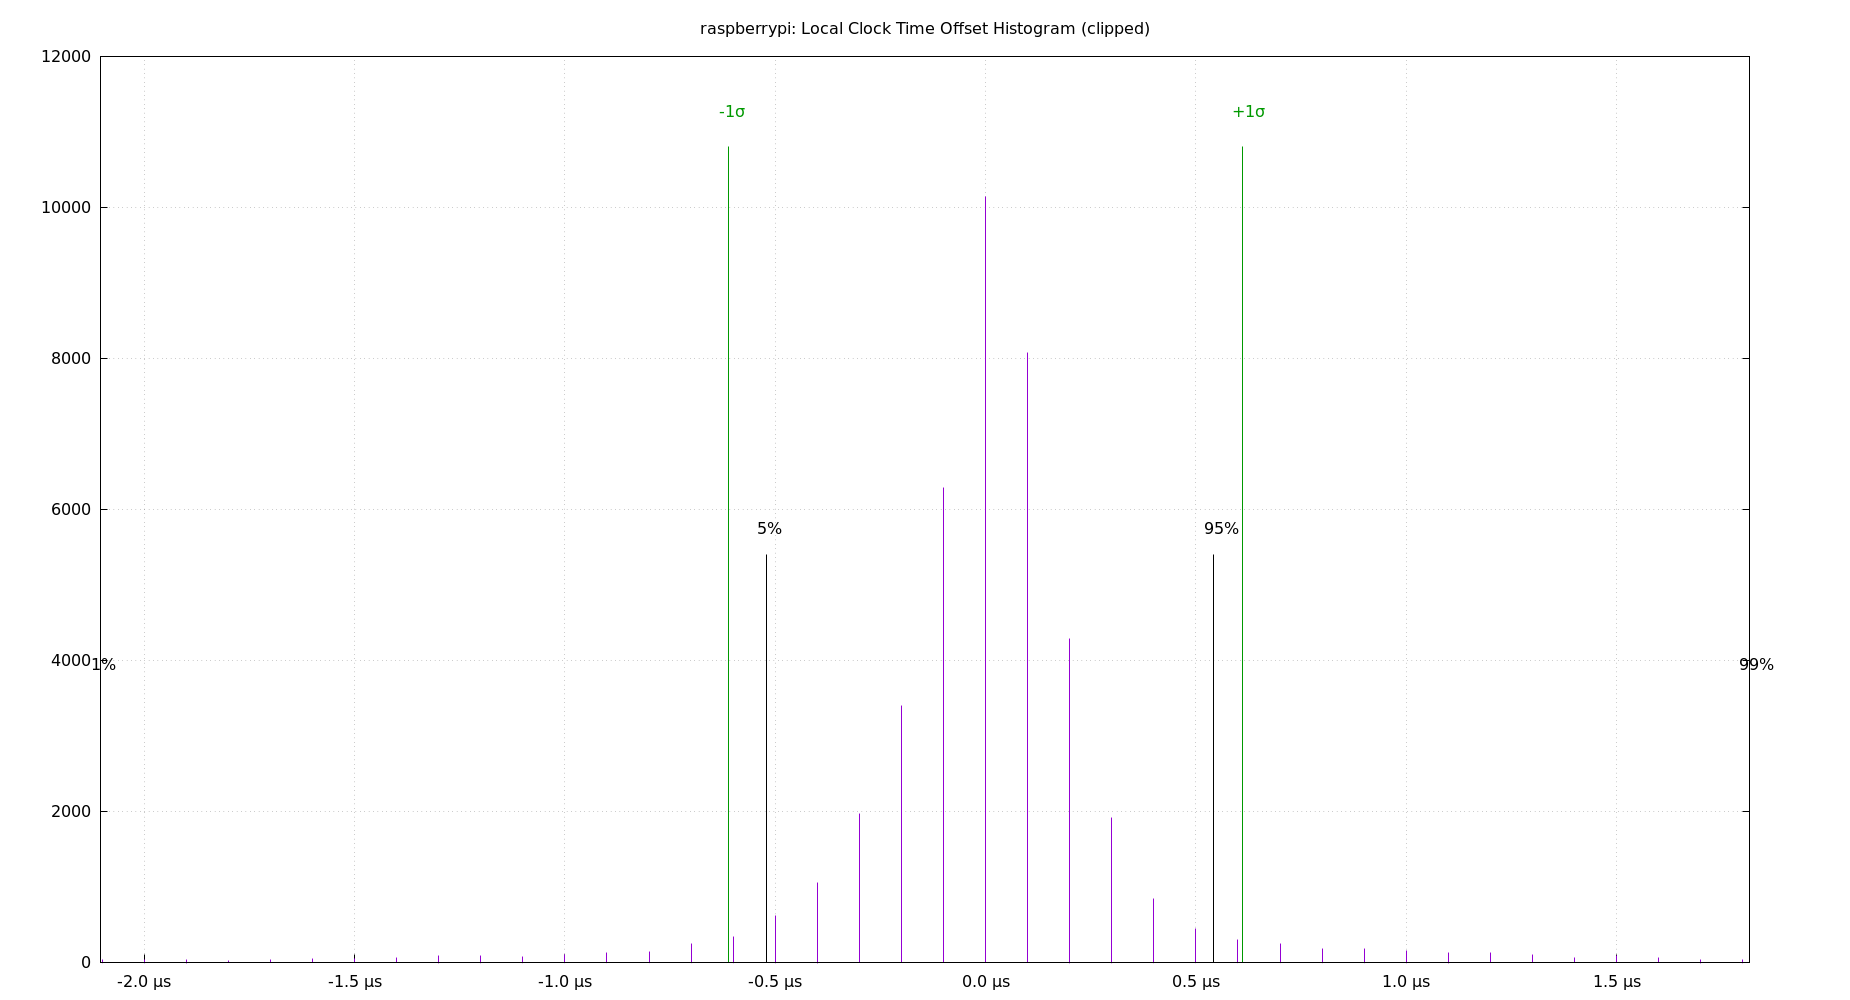 raspberrypi: Local Clock Time Offset Histogram (clipped)
12000
-1σ +1σ
10000
8000
6000
5% 95%
4000 1% 99%
2000
0
-2.0 µs -1.5 µs -1.0 µs -0.5 µs 0.0 µs 0.5 µs 1.0 µs 1.5 µs